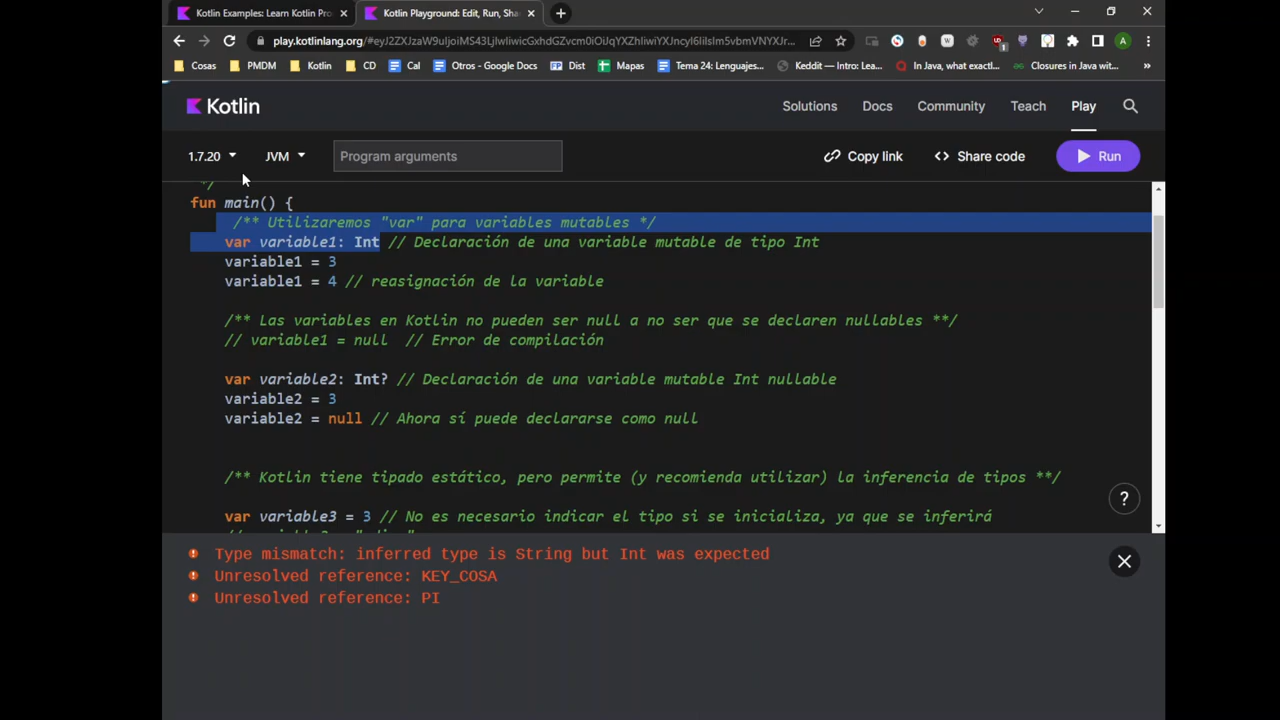 Kotlin Examples: Learn Kotlin Pro
Kotlin Playground: Edit, Run, Sha
Cosas
PMDM
Kotlin
CD
Cal
Otros - Google Docs
Dist
Mapas
Tema 24: Lenguajes...
Keddit — Intro: Lea...
In Java, what exactl...
Closures in Java wit...
»
Kotlin
Solutions
Docs
Community
Teach
Play
1.7.20
JVM
Program arguments
Copy link
Share code
Run
*/
fun main() {
/** Utilizaremos "var" para variables mutables */
var variable1: Int // Declaración de una variable mutable de tipo Int
variable1 = 3
variable1 = 4 // reasignación de la variable
/** Las variables en Kotlin no pueden ser null a no ser que se declaren nullables **/
// variable1 = null // Error de compilación
var variable2: Int? // Declaración de una variable mutable Int nullable
variable2 = 3
variable2 = null // Ahora sí puede declararse como null
/** Kotlin tiene tipado estático, pero permite (y recomienda utilizar) la inferencia de tipos **/
var variable3 = 3 // No es necesario indicar el tipo si se inicializa, ya que se inferirá
?
Type mismatch: inferred type is String but Int was expected
Unresolved reference: KEY_COSA
Unresolved reference: PI